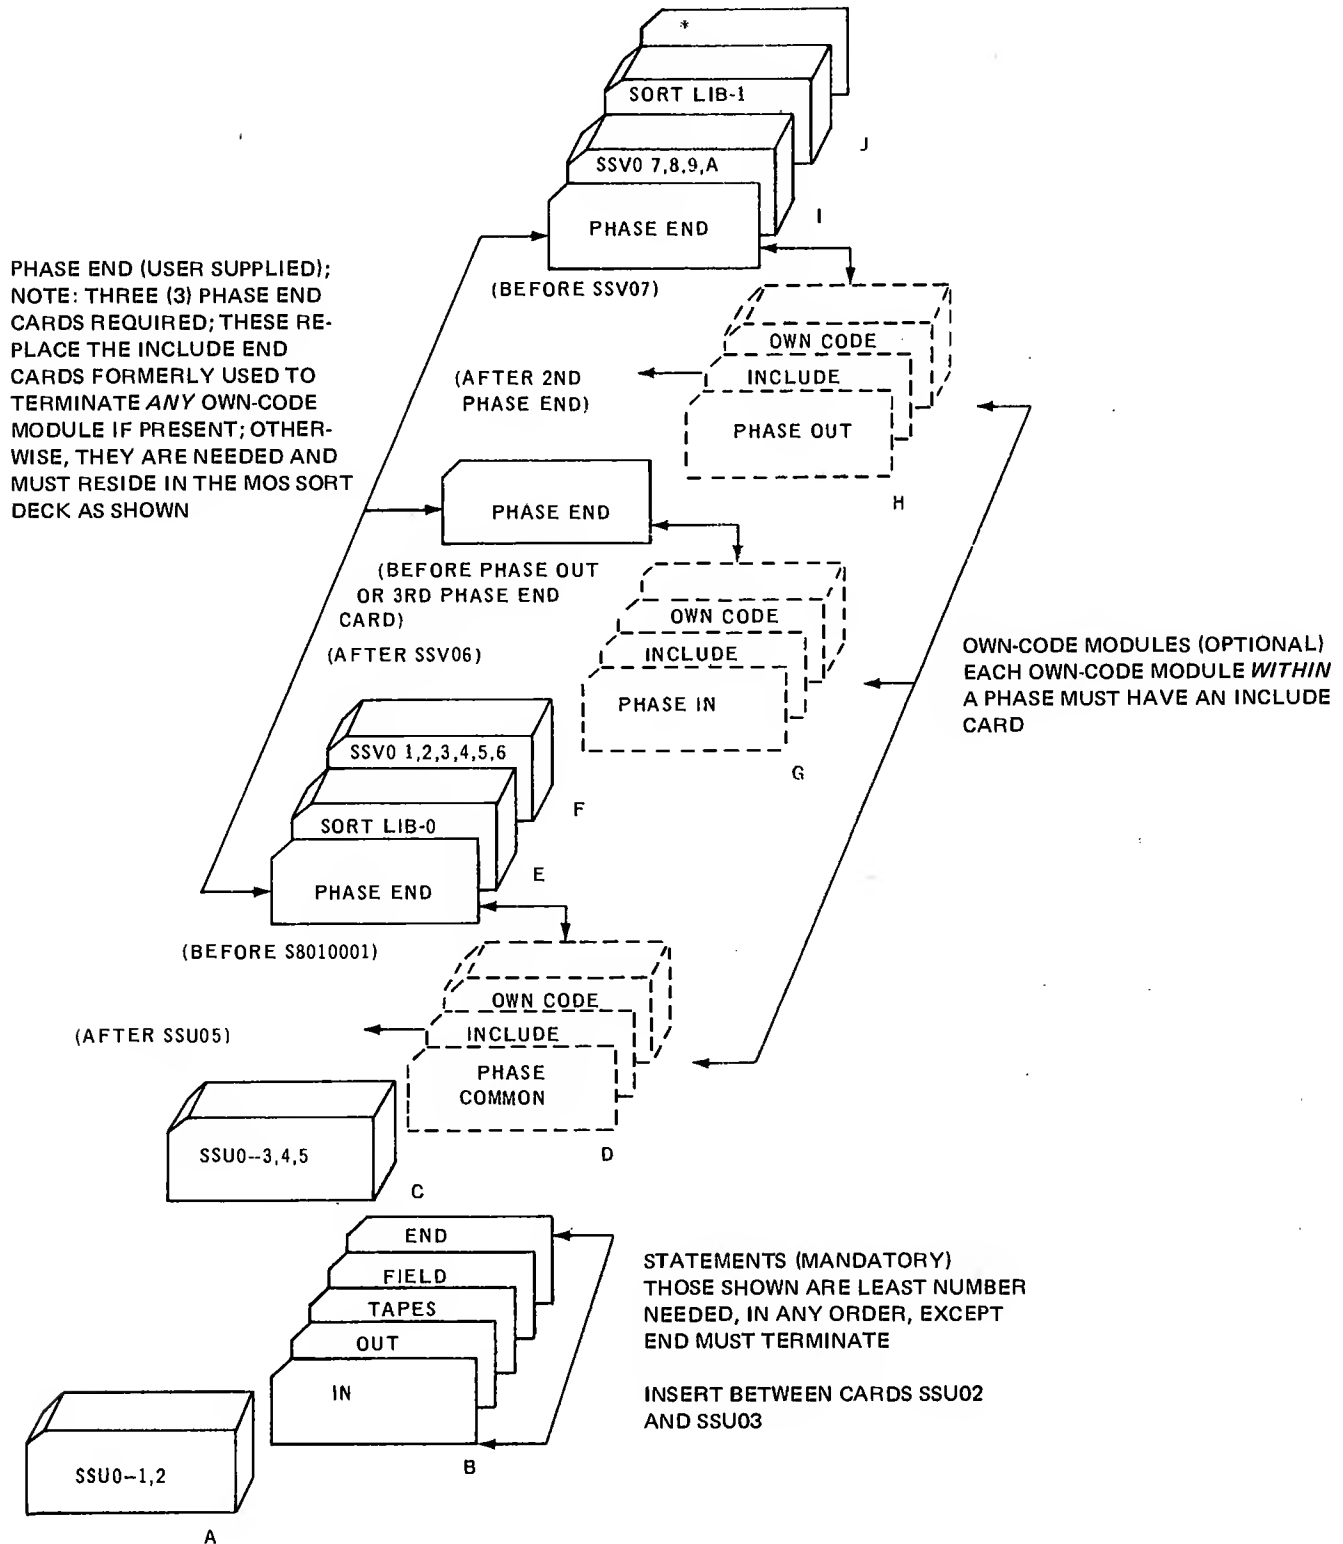 *
SORT LIB-1
J
SSV0 7,8,9,A
I
PHASE END
(BEFORE SSV07)
PHASE END (USER SUPPLIED);
NOTE: THREE (3) PHASE END
CARDS REQUIRED; THESE RE-
PLACE THE INCLUDE END
CARDS FORMERLY USED TO
TERMINATE ANY OWN-CODE
MODULE IF PRESENT; OTHER-
WISE, THEY ARE NEEDED AND
MUST RESIDE IN THE MOS SORT
DECK AS SHOWN
OWN CODE
(AFTER 2ND
PHASE END)
INCLUDE
PHASE OUT
H
PHASE END
(BEFORE PHASE OUT
OR 3RD PHASE END
CARD)
(AFTER SSV06)
OWN CODE
INCLUDE
PHASE IN
G
OWN-CODE MODULES (OPTIONAL)
EACH OWN-CODE MODULE WITHIN
A PHASE MUST HAVE AN INCLUDE
CARD
SSV0 1,2,3,4,5,6
F
SORT LIB-0
E
PHASE END
(BEFORE S8010001)
OWN CODE
(AFTER SSU05)
INCLUDE
PHASE
COMMON
D
SSU0--3,4,5
C
END
FIELD
TAPES
OUT
IN
B
STATEMENTS (MANDATORY)
THOSE SHOWN ARE LEAST NUMBER
NEEDED, IN ANY ORDER, EXCEPT
END MUST TERMINATE
INSERT BETWEEN CARDS SSU02
AND SSU03
SSU0--1,2
A